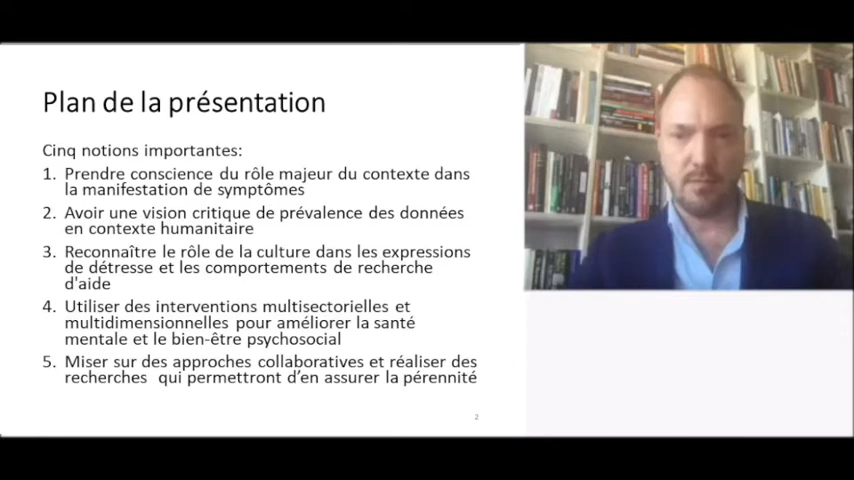 Plan de la présentation
Cinq notions importantes:
1. Prendre conscience du rôle majeur du contexte dans
la manifestation de symptômes
2. Avoir une vision critique de prévalence des données
en contexte humanitaire
3. Reconnaître le rôle de la culture dans les expressions
de détresse et les comportements de recherche
d'aide
4. Utiliser des interventions multisectorielles et
multidimensionnelles pour améliorer la santé
mentale et le bien-être psychosocial
5. Miser sur des approches collaboratives et réaliser des
recherches qui permettront d'en assurer la pérennité
2